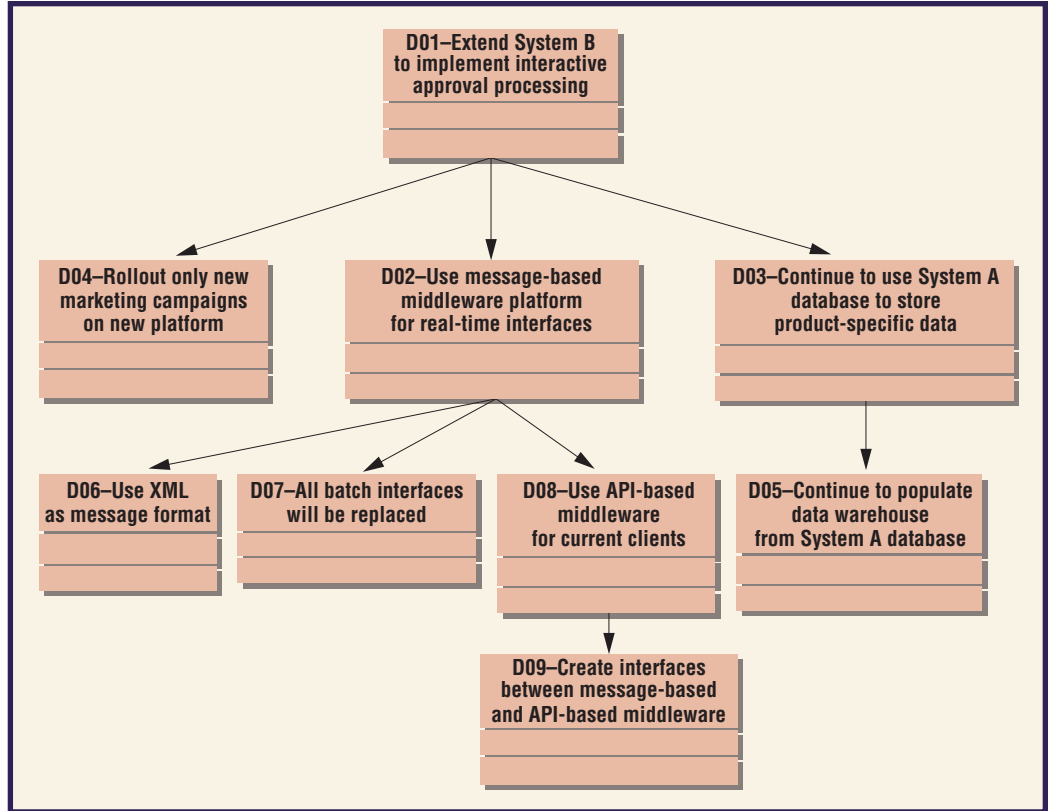 D01–Extend System B
to implement interactive
approval processing
D04–Rollout only new
marketing campaigns
on new platform
D02–Use message-based
middleware platform
for real-time interfaces
D03–Continue to use System A
database to store
product-specific data
D06–Use XML
as message format
D07–All batch interfaces
will be replaced
D08–Use API-based
middleware
for current clients
D05–Continue to populate
data warehouse
from System A database
D09–Create interfaces
between message-based
and API-based middleware